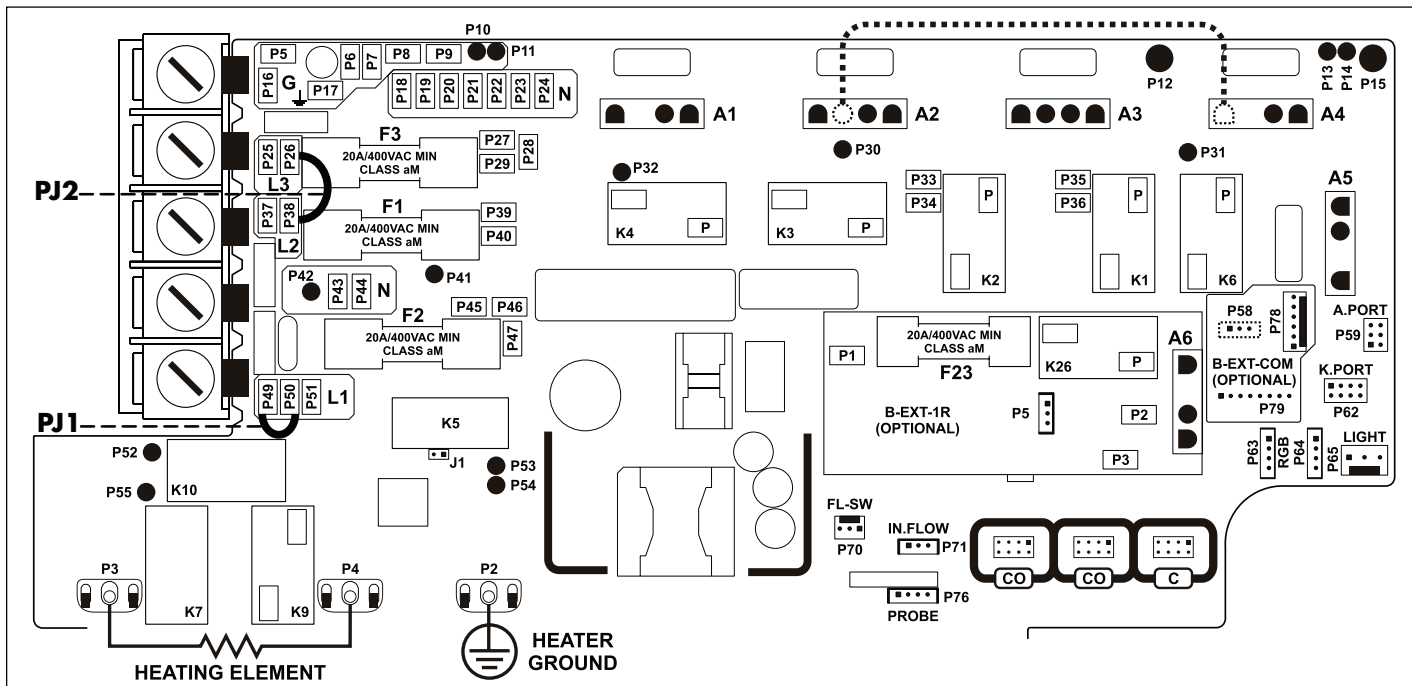 P10
P11
P5
P6
P7
P8
P9
P16
G
P17
P18
P19
P20
P21
P22
P23
P24
N
P12
P13
P14
P15
A1
A2
A3
A4
F3
20A/400VAC MIN
CLASS aM
P27
P28
P29
P25
P26
L3
PJ2
P32
P30
P31
P33
P34
P35
P36
A5
K4
P
K3
P
P
K2
P
K1
P
K6
P37
P38
L2
F1
20A/400VAC MIN
CLASS aM
P39
P40
P42
P43
P44
N
P41
P45
P46
P47
F2
20A/400VAC MIN
CLASS aM
P1
20A/400VAC MIN
CLASS aM
F23
K26
P
A6
P58
P78
B-EXT-COM
(OPTIONAL)
P79
A.PORT
P59
K.PORT
P62
P49
P50
P51
L1
PJ1
K5
J1
B-EXT-1R
(OPTIONAL)
P5
P2
P3
P63
RGB
P64
P65
LIGHT
P52
P55
K10
P53
P54
FL-SW
P70
IN.FLOW
P71
P76
PROBE
CO
CO
C
P3
K7
K9
P4
P2
HEATING ELEMENT
HEATER
GROUND